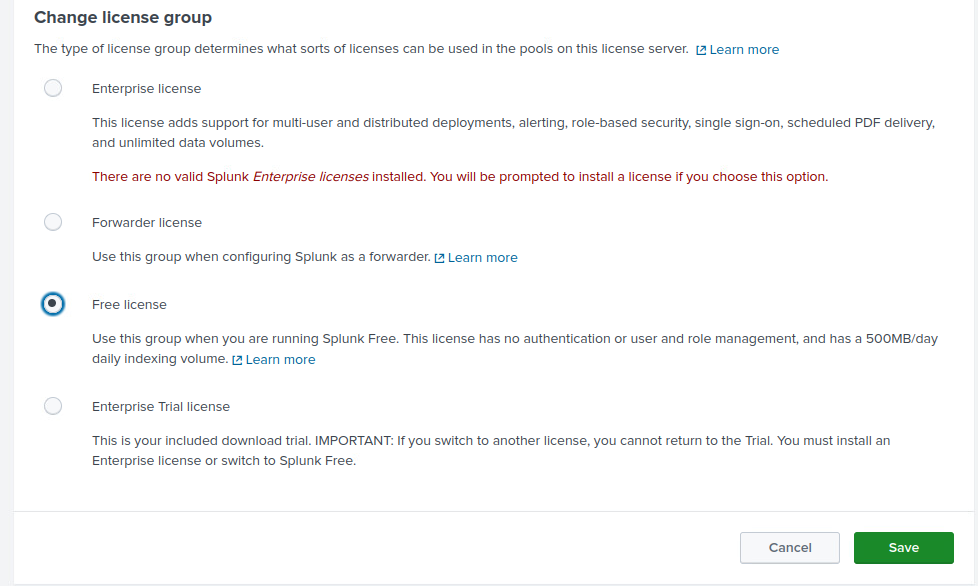 Change license group
The type of license group determines what sorts of licenses can be used in the pools on this license server. Learn more
Enterprise license
This license adds support for multi-user and distributed deployments, alerting, role-based security, single sign-on, scheduled PDF delivery,
and unlimited data volumes.
There are no valid Splunk Enterprise licenses installed. You will be prompted to install a license if you choose this option.
Forwarder license
Use this group when configuring Splunk as a forwarder. Learn more
Free license
Use this group when you are running Splunk Free. This license has no authentication or user and role management, and has a 500MB/day
daily indexing volume. Learn more
Enterprise Trial license
This is your included download trial. IMPORTANT: If you switch to another license, you cannot return to the Trial. You must install an
Enterprise license or switch to Splunk Free.
Cancel Save